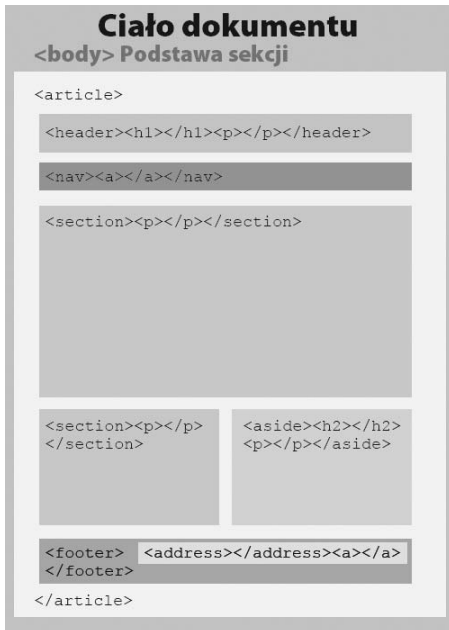 Ciało dokumentu
<body> Podstawa sekcji
<article>
<header><h1></h1><p></p></header>
<nav><a></a></nav>
<section><p></p></section>
<section><p></p>
</section>
<aside><h2></h2>
<p></p></aside>
<footer> <address></address><a></a>
</footer>
</article>